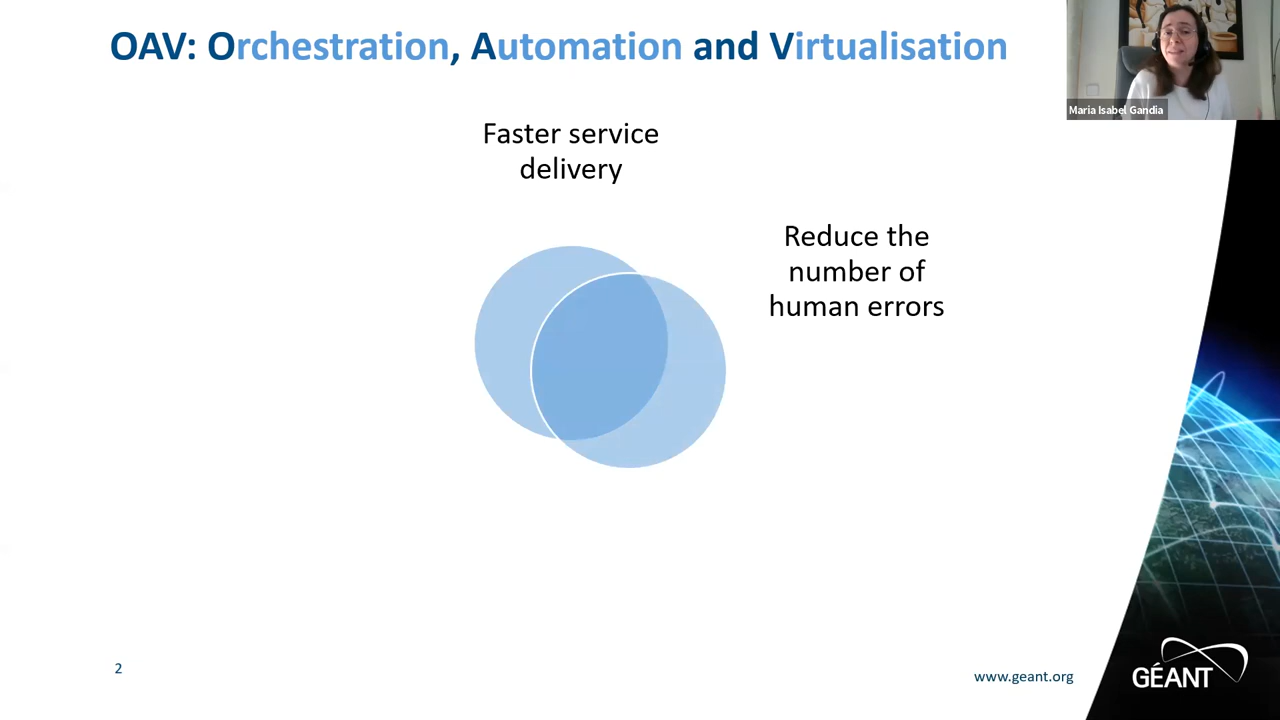 OAV: Orchestration, Automation and Virtualisation
Maria Isabel Gandia
Faster service
delivery
Reduce the
number of
human errors
2
www.geant.org
GÉANT